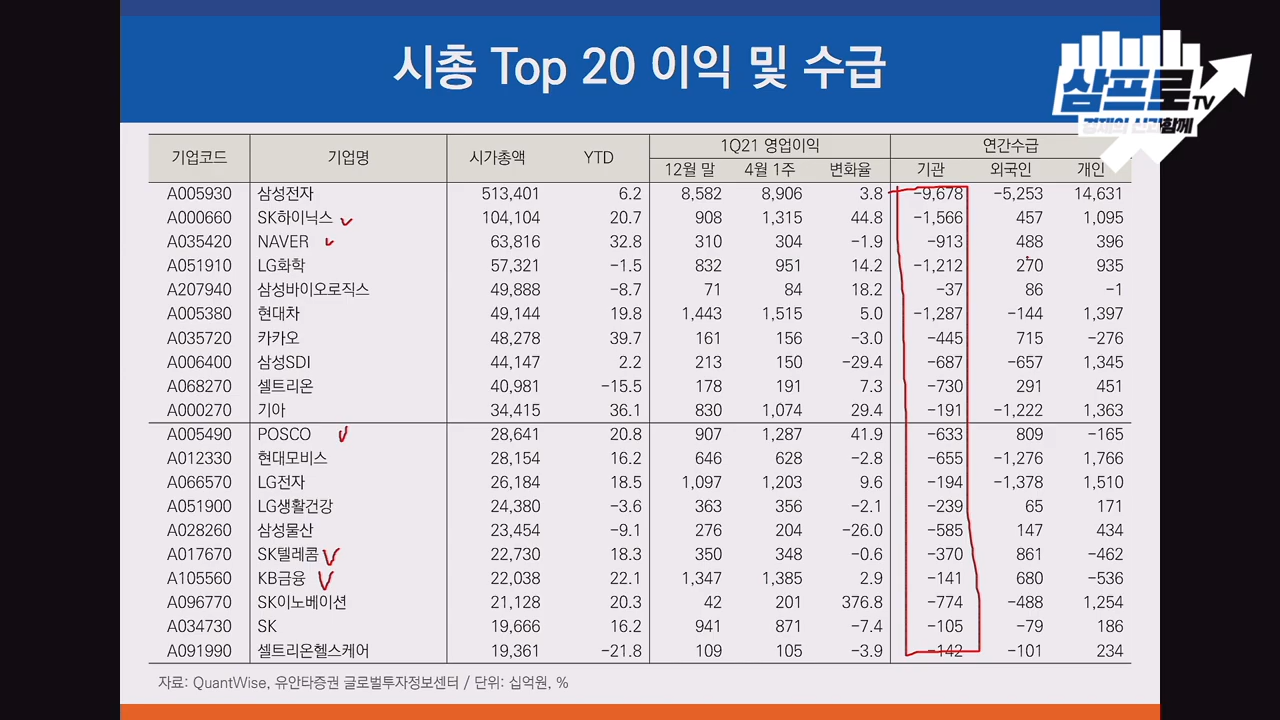 시총 Top 20 이익 및 수급
삼프로TV
경제의 신과함께
기업코드 기업명 시가총액 YTD 1Q21 영업이익 연간수급
12월 말 4월 1주 변화율 기관 외국인 개인
A005930 삼성전자 513,401 6.2 8,582 8,906 3.8 −9,678 −5,253 14,631
A000660 SK하이닉스 104,104 20.7 908 1,315 44.8 −1,566 457 1,095
A035420 NAVER 63,816 32.8 310 304 −1.9 −913 488 396
A051910 LG화학 57,321 −1.5 832 951 14.2 −1,212 270 935
A207940 삼성바이오로직스 49,888 −8.7 71 84 18.2 −37 86 −1
A005380 현대차 49,144 19.8 1,443 1,515 5.0 −1,287 −144 1,397
A035720 카카오 48,278 39.7 161 156 −3.0 −445 715 −276
A006400 삼성SDI 44,147 2.2 213 150 −29.4 −687 −657 1,345
A068270 셀트리온 40,981 −15.5 178 191 7.3 −730 291 451
A000270 기아 34,415 36.1 830 1,074 29.4 −191 −1,222 1,363
A005490 POSCO 28,641 20.8 907 1,287 41.9 −633 809 −165
A012330 현대모비스 28,154 16.2 646 628 −2.8 −655 −1,276 1,766
A066570 LG전자 26,184 18.5 1,097 1,203 9.6 −194 −1,378 1,510
A051900 LG생활건강 24,380 −3.6 363 356 −2.1 −239 65 171
A028260 삼성물산 23,454 −9.1 276 204 −26.0 −585 147 434
A017670 SK텔레콤 22,730 18.3 350 348 −0.6 −370 861 −462
A105560 KB금융 22,038 22.1 1,347 1,385 2.9 −141 680 −536
A096770 SK이노베이션 21,128 20.3 42 201 376.8 −774 −488 1,254
A034730 SK 19,666 16.2 941 871 −7.4 −105 −79 186
A091990 셀트리온헬스케어 19,361 −21.8 109 105 −3.9 −142 −101 234
자료: QuantWise, 유안타증권 글로벌투자정보센터 / 단위: 십억원, %